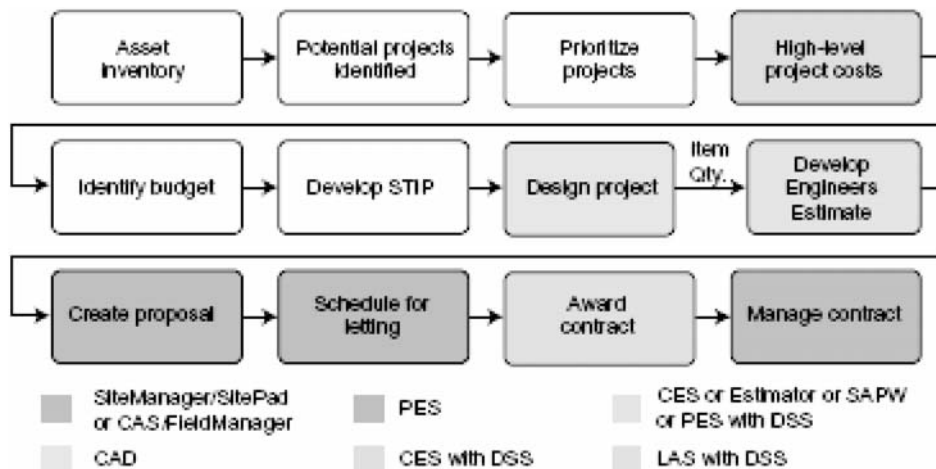 Asset
inventory
Potential projects
identified
Prioritize
projects
High-level
project costs
Identify budget
Develop STIP
Design project
Item
Qty.
Develop
Engineers
Estimate
Create proposal
Schedule for
letting
Award
contract
Manage contract
SiteManager/SitePad
or CAS/FieldManager
PES
CES or Estimator or SAPW
or PES with DSS
CAD
CES with DSS
LAS with DSS